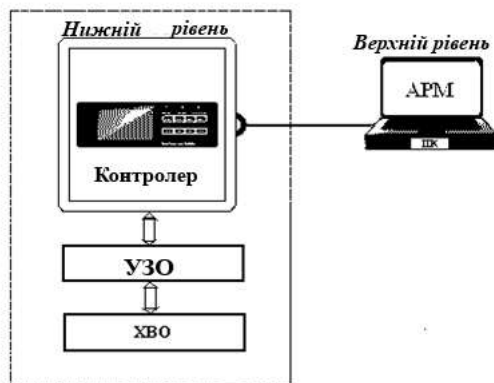 Нижній рівень
Верхній рівень
АРМ
ПК
Контролер
УЗО
ХВО